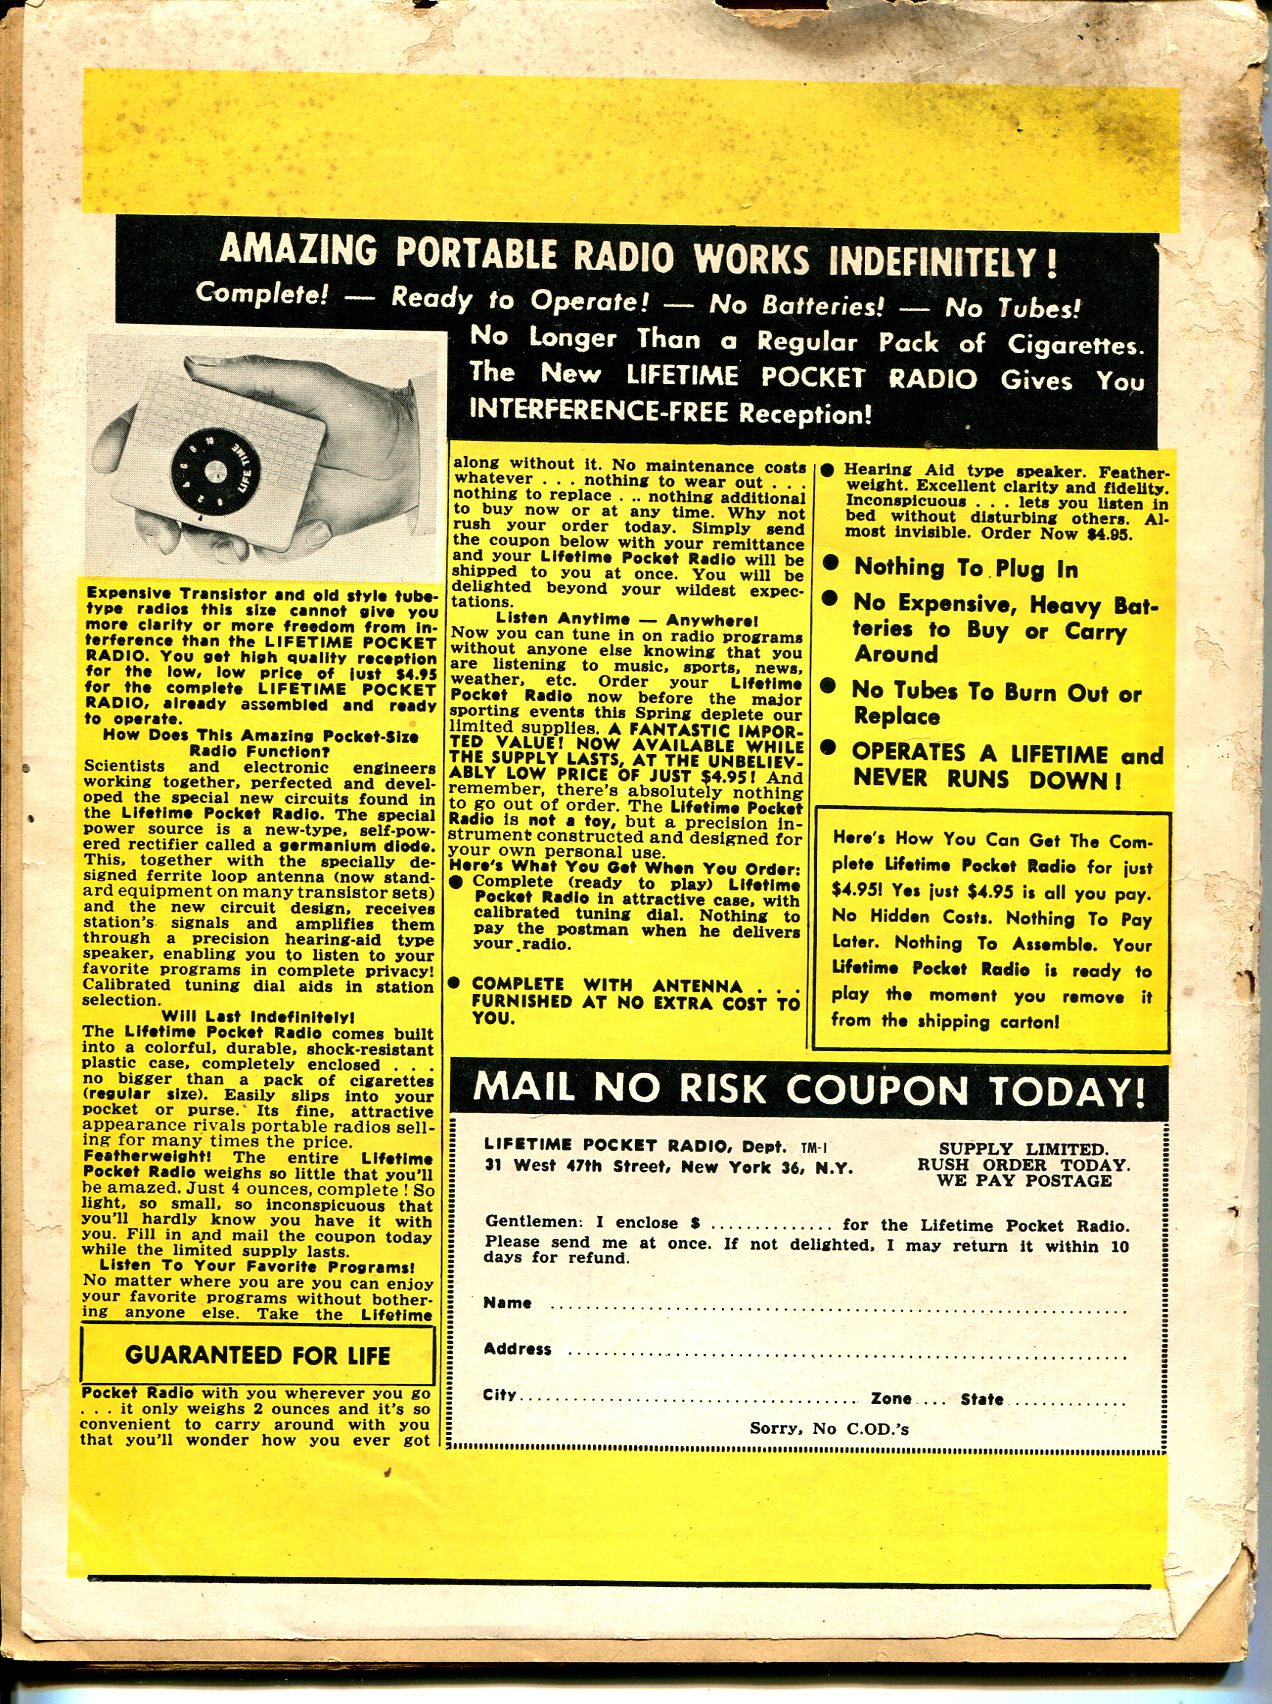 AMAZING PORTABLE RADIO WORKS INDEFINITELY!
Complete! — Ready to Operate! — No Batteries! — No Tubes!
No Longer Than a Regular Pack of Cigarettes.
The New LIFETIME POCKET RADIO Gives You
INTERFERENCE-FREE Reception!
LIFE TIME
0 2 4 6 8 10
Expensive Transistor and old style tube-
type radios this size cannot give you
more clarity or more freedom from in-
terference than the LIFETIME POCKET
RADIO. You get high quality reception
for the low, low price of just $4.95
for the complete LIFETIME POCKET
RADIO, already assembled and ready
to operate.
How Does This Amazing Pocket-Size
Radio Function?
Scientists and electronic engineers
working together, perfected and devel-
oped the special new circuits found in
the Lifetime Pocket Radio. The special
power source is a new-type, self-pow-
ered rectifier called a germanium diode.
This, together with the specially de-
signed ferrite loop antenna (now stand-
ard equipment on many transistor sets)
and the new circuit design, receives
station's signals and amplifies them
through a precision hearing-aid type
speaker, enabling you to listen to your
favorite programs in complete privacy!
Calibrated tuning dial aids in station
selection.
Will Last Indefinitely!
The Lifetime Pocket Radio comes built
into a colorful, durable, shock-resistant
plastic case, completely enclosed . . .
no bigger than a pack of cigarettes
(regular size). Easily slips into your
pocket or purse. Its fine, attractive
appearance rivals portable radios sell-
ing for many times the price.
Featherweight! The entire Lifetime
Pocket Radio weighs so little that you'll
be amazed. Just 4 ounces, complete! So
light, so small, so inconspicuous that
you'll hardly know you have it with
you. Fill in and mail the coupon today
while the limited supply lasts.
Listen To Your Favorite Programs!
No matter where you are you can enjoy
your favorite programs without bother-
ing anyone else. Take the Lifetime
GUARANTEED FOR LIFE
Pocket Radio with you wherever you go
. . . it only weighs 2 ounces and it's so
convenient to carry around with you
that you'll wonder how you ever got
along without it. No maintenance costs
whatever . . . nothing to wear out . . .
nothing to replace . .. nothing additional
to buy now or at any time. Why not
rush your order today. Simply send
the coupon below with your remittance
and your Lifetime Pocket Radio will be
shipped to you at once. You will be
delighted beyond your wildest expec-
tations.
Listen Anytime — Anywhere!
Now you can tune in on radio programs
without anyone else knowing that you
are listening to music, sports, news,
weather, etc. Order your Lifetime
Pocket Radio now before the major
sporting events this Spring deplete our
limited supplies. A FANTASTIC IMPOR-
TED VALUE! NOW AVAILABLE WHILE
THE SUPPLY LASTS, AT THE UNBELIEV-
ABLY LOW PRICE OF JUST $4.95! And
remember, there's absolutely nothing
to go out of order. The Lifetime Pocket
Radio is not a toy, but a precision in-
strument constructed and designed for
your own personal use.
Here's What You Get When You Order:
● Complete (ready to play) Lifetime
Pocket Radio in attractive case, with
calibrated tuning dial. Nothing to
pay the postman when he delivers
your radio.
● COMPLETE WITH ANTENNA . . .
FURNISHED AT NO EXTRA COST TO
YOU.
● Hearing Aid type speaker. Feather-
weight. Excellent clarity and fidelity.
Inconspicuous . . . lets you listen in
bed without disturbing others. Al-
most invisible. Order Now $4.95.
● Nothing To Plug In
● No Expensive, Heavy Bat-
teries to Buy or Carry
Around
● No Tubes To Burn Out or
Replace
● OPERATES A LIFETIME and
NEVER RUNS DOWN!
Here's How You Can Get The Com-
plete Lifetime Pocket Radio for just
$4.95! Yes just $4.95 is all you pay.
No Hidden Costs. Nothing To Pay
Later. Nothing To Assemble. Your
Lifetime Pocket Radio is ready to
play the moment you remove it
from the shipping carton!
MAIL NO RISK COUPON TODAY!
LIFETIME POCKET RADIO, Dept. TM-1
31 West 47th Street, New York 36, N.Y.
SUPPLY LIMITED.
RUSH ORDER TODAY.
WE PAY POSTAGE
Gentlemen: I enclose $ .............. for the Lifetime Pocket Radio.
Please send me at once. If not delighted, I may return it within 10
days for refund.
Name ..............................
Address ..............................
City.............................. Zone .... State ..............
Sorry, No C.OD.'s